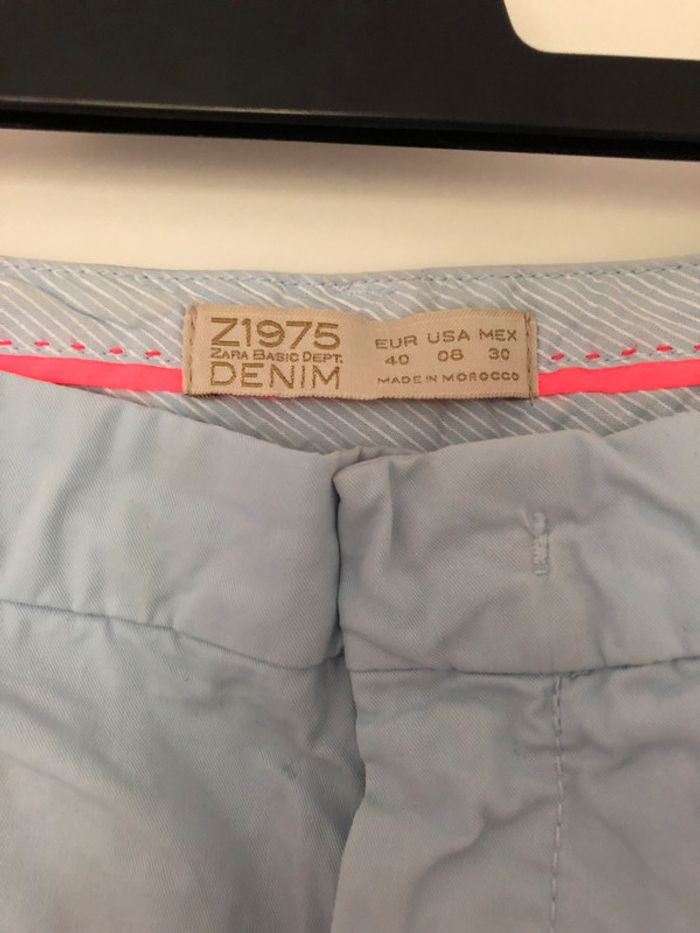 Z1975
ZARA BASIC DEPT.
DENIM
EUR USA MEX
40 08 30
MADE IN MOROCCO